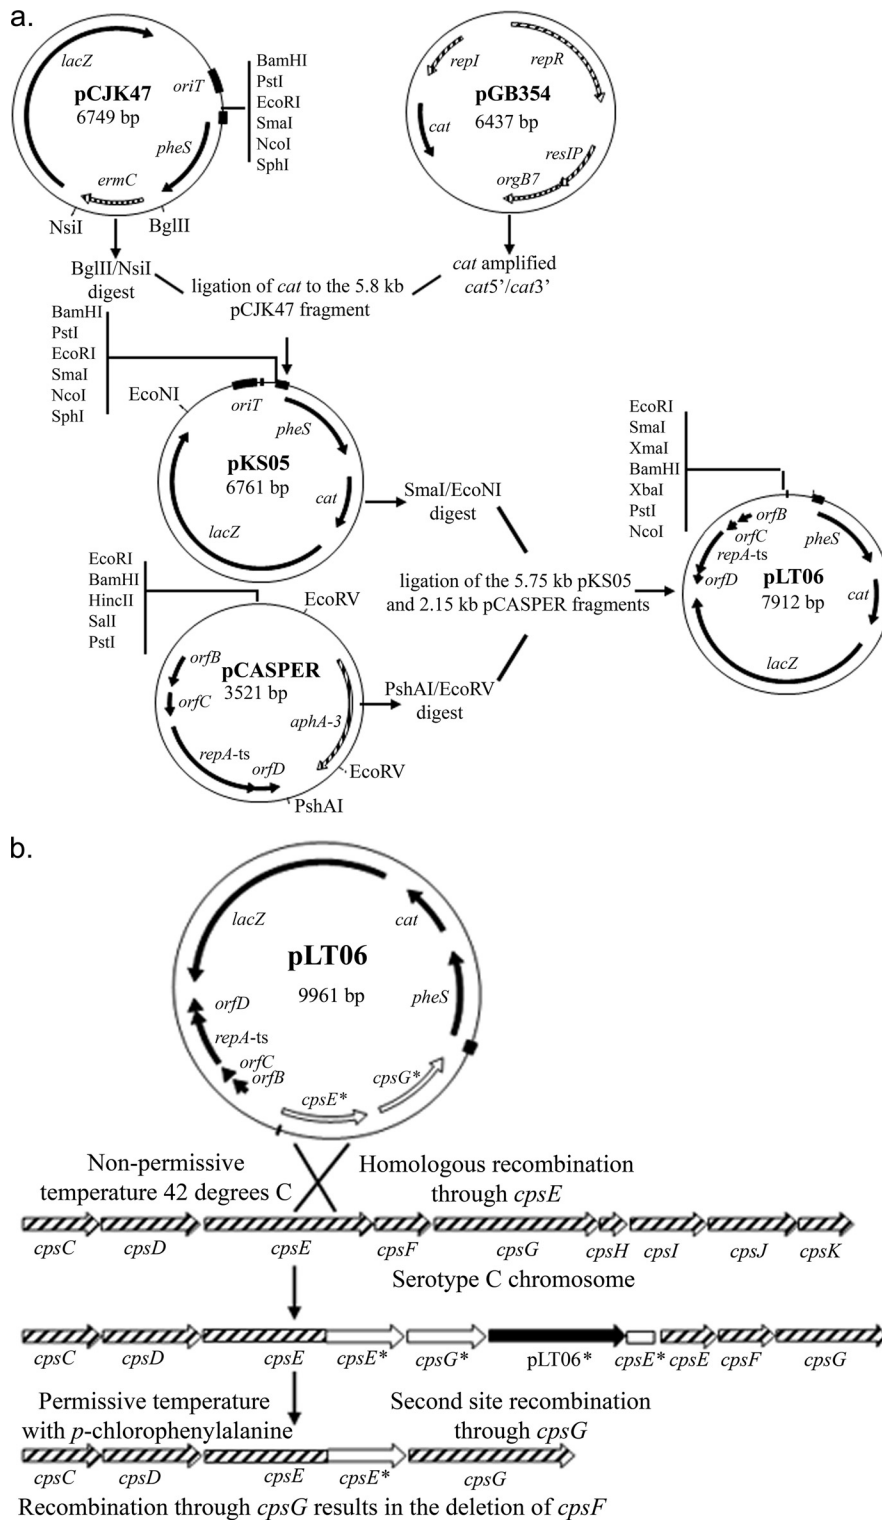 a.
lacZ
oriT
pCJK47
6749 bp
pheS
ermC
NsiI
BglII
BamHI
PstI
EcoRI
SmaI
NcoI
SphI
repI
repR
pGB354
6437 bp
cat
resIP
orgB7
BglII/NsiI
digest
ligation of cat to the 5.8 kb
pCJK47 fragment
cat amplified
cat5’/cat3’
BamHI
PstI
EcoRI
SmaI
NcoI
SphI
EcoNI
oriT
pheS
pKS05
6761 bp
cat
lacZ
SmaI/EcoNI
digest
EcoRI
BamHI
HincII
SalI
PstI
EcoRV
orfB
pCASPER
3521 bp
orfC
aphA-3
repA-ts
orfD
EcoRV
PshAI
PshAI/EcoRV
digest
ligation of the 5.75 kb pKS05
and 2.15 kb pCASPER fragments
EcoRI
SmaI
XmaI
BamHI
XbaI
PstI
NcoI
orfB
orfC
pheS
repA-ts
pLT06
orfD
7912 bp
cat
lacZ
b.
lacZ
cat
pLT06
9961 bp
pheS
orfD
repA-ts
orfC
orfB
cpsE*
cpsG*
Non-permissive
temperature 42 degrees C
Homologous recombination
through cpsE
cpsC cpsD cpsE cpsF cpsG cpsH cpsI cpsJ cpsK
Serotype C chromosome
cpsC cpsD cpsE cpsE* cpsG* pLT06* cpsE* cpsE cpsF cpsG
Permissive temperature
with p-chlorophenylalanine
Second site recombination
through cpsG
cpsC cpsD cpsE cpsE* cpsG
Recombination through cpsG results in the deletion of cpsF